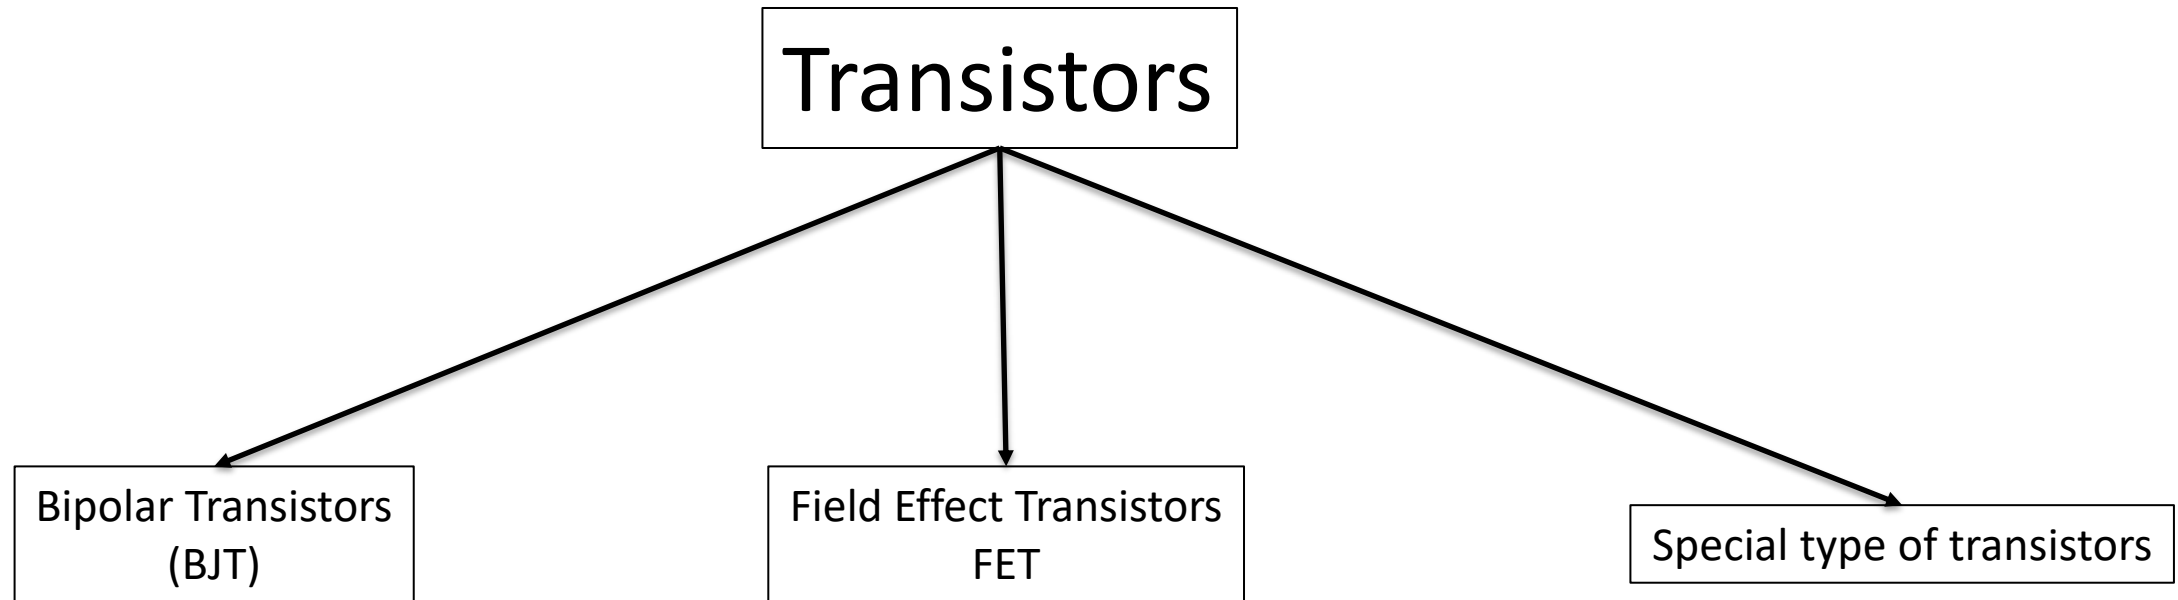 Transistors
Bipolar Transistors
(BJT)
Field Effect Transistors
FET
Special type of transistors